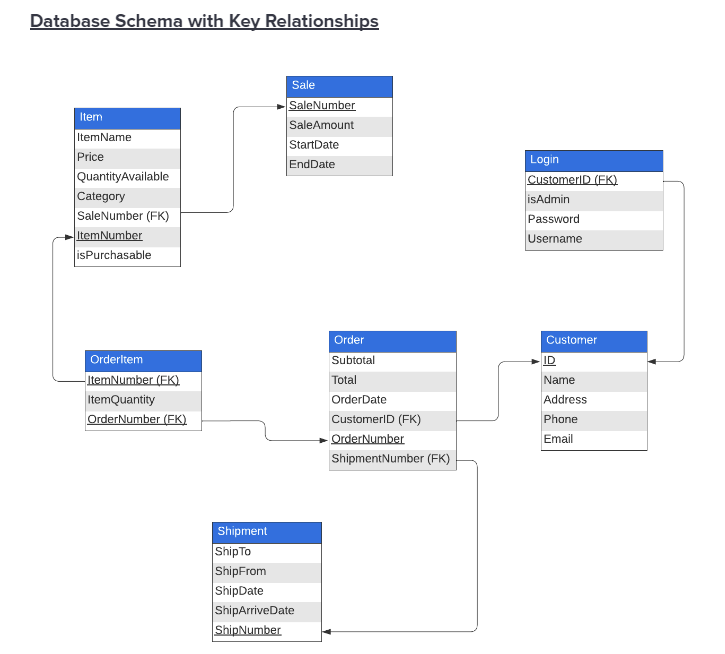 Database Schema with Key Relationships
Sale
SaleNumber
SaleAmount
StartDate
EndDate
Item
ItemName
Price
QuantityAvailable
Category
SaleNumber (FK)
ItemNumber
isPurchasable
Login
CustomerID (FK)
isAdmin
Password
Username
OrderItem
ItemNumber (FK)
ItemQuantity
OrderNumber (FK)
Order
Subtotal
Total
OrderDate
CustomerID (FK)
OrderNumber
ShipmentNumber (FK)
Customer
ID
Name
Address
Phone
Email
Shipment
ShipTo
ShipFrom
ShipDate
ShipArriveDate
ShipNumber